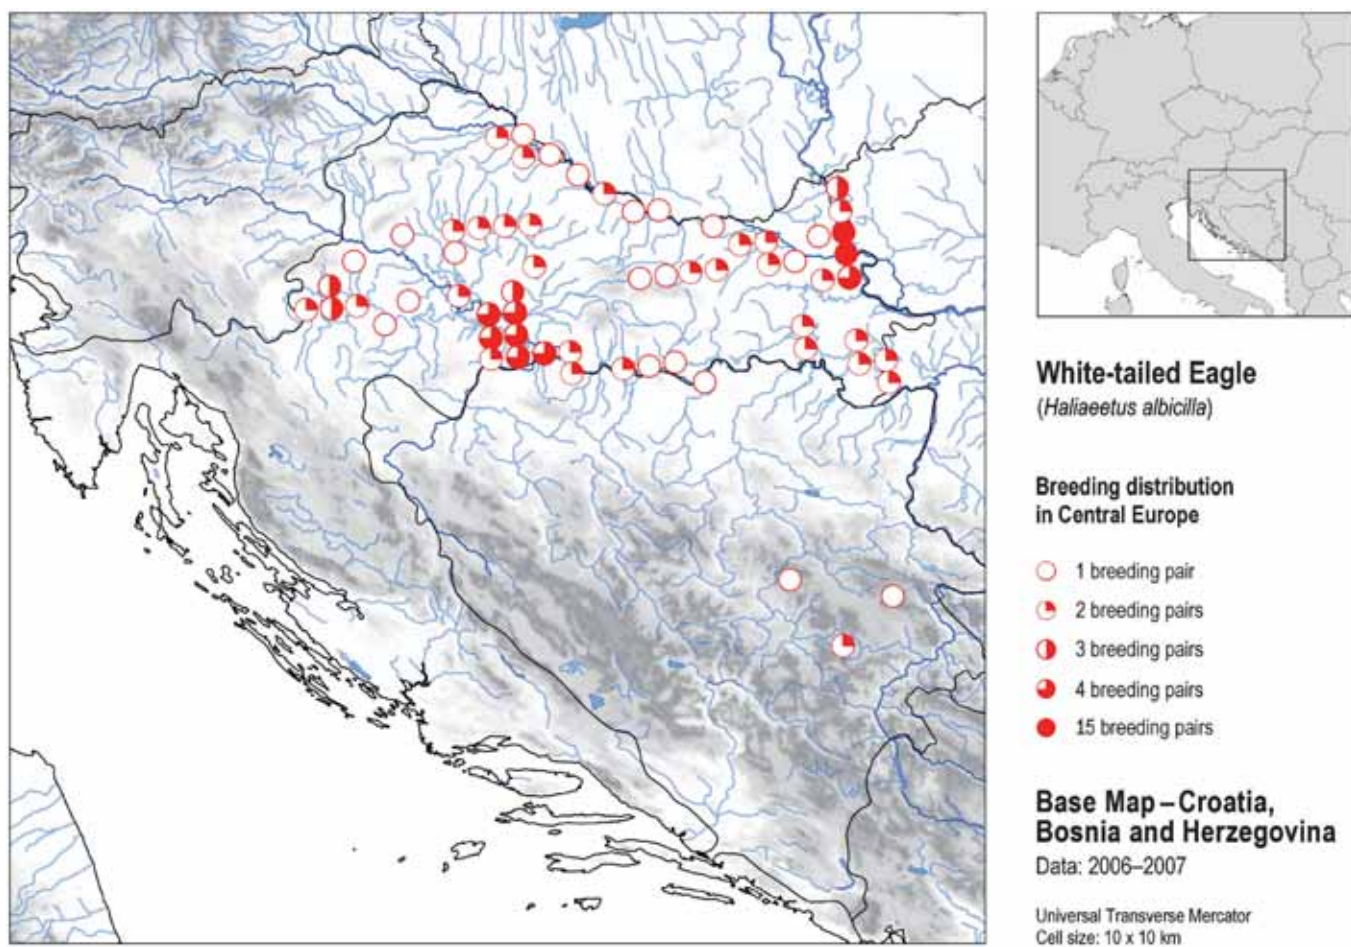 White-tailed Eagle
(Haliaeetus albicilla)
Breeding distribution
in Central Europe
1 breeding pair
2 breeding pairs
3 breeding pairs
4 breeding pairs
15 breeding pairs
Base Map – Croatia,
Bosnia and Herzegovina
Data: 2006–2007
Universal Transverse Mercator
Cell size: 10 x 10 km